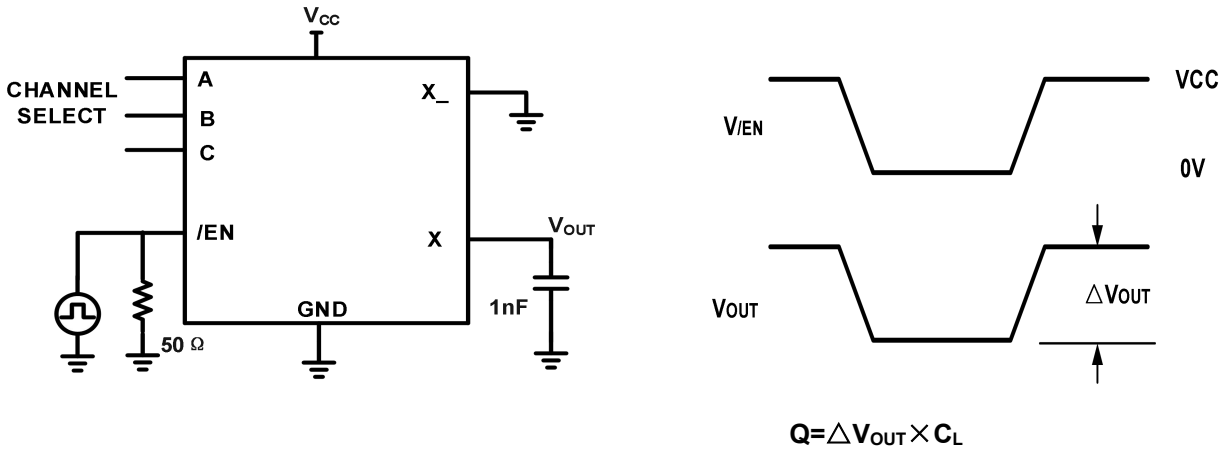 VCC
CHANNEL
SELECT
A
B
C
X_
/EN
X
VOUT
GND
1nF
50 Ω
V/EN
VCC
0V
VOUT
△VOUT
Q=△VOUT×CL